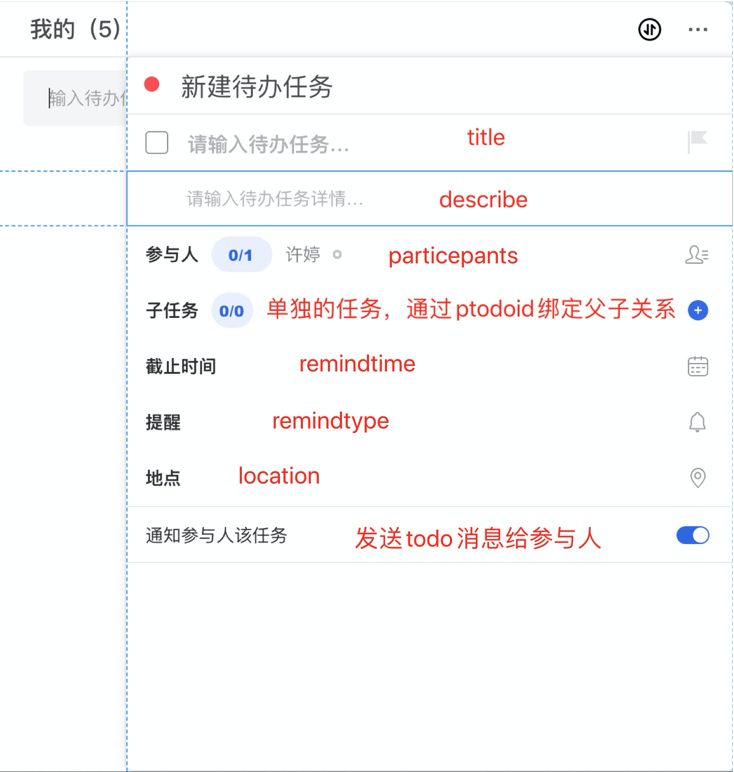 我的（5）
输入待办
新建待办任务
请输入待办任务... title
请输入待办任务详情... describe
参与人 0/1 许婷 particepants
子任务 0/0 单独的任务，通过ptodoid绑定父子关系
截止时间 remindtime
提醒 remindtype
地点 location
通知参与人该任务 发送todo消息给参与人